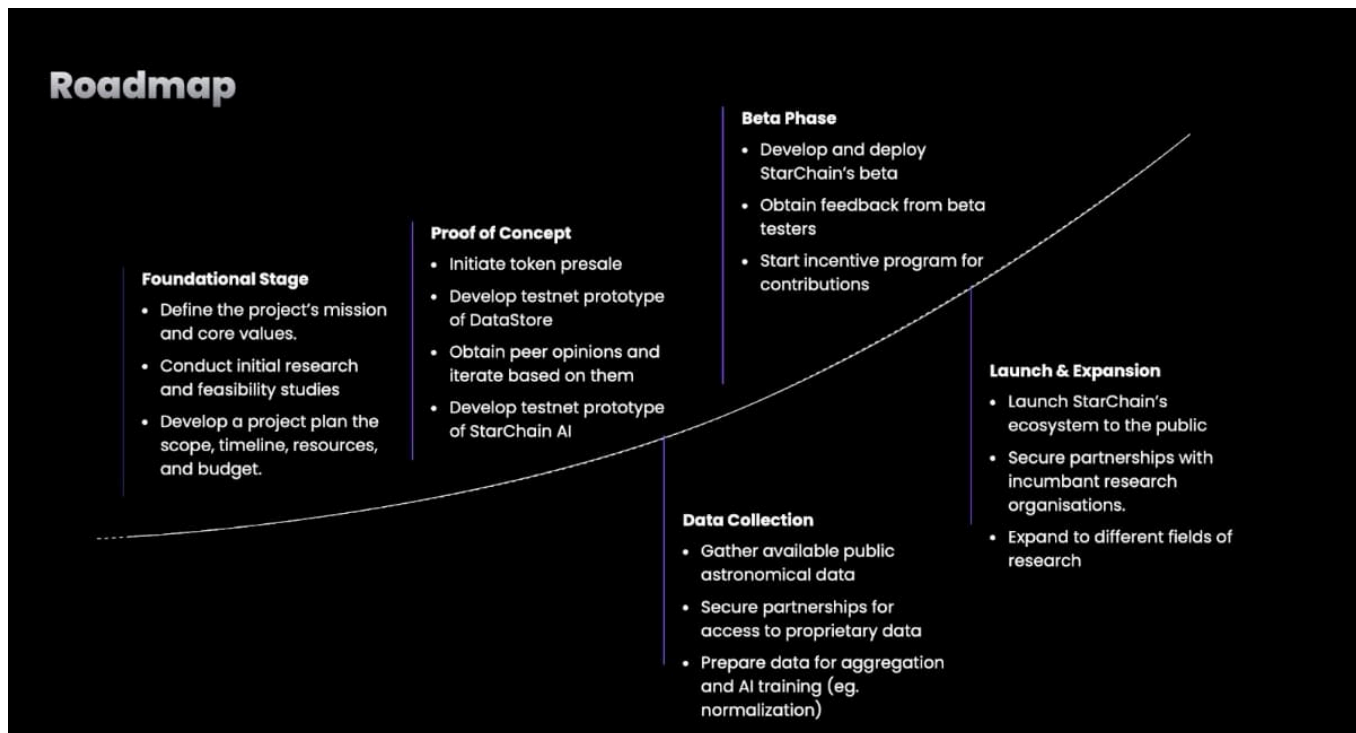 Roadmap
Foundational Stage
• Define the project's mission
and core values.
• Conduct initial research
and feasibility studies
• Develop a project plan the
scope, timeline, resources,
and budget.
Proof of Concept
• Initiate token presale
• Develop testnet prototype
of DataStore
• Obtain peer opinions and
iterate based on them
• Develop testnet prototype
of StarChain AI
Data Collection
• Gather available public
astronomical data
• Secure partnerships for
access to proprietary data
• Prepare data for aggregation
and AI training (eg.
normalization)
Beta Phase
• Develop and deploy
StarChain's beta
• Obtain feedback from beta
testers
• Start incentive program for
contributions
Launch & Expansion
• Launch StarChain's
ecosystem to the public
• Secure partnerships with
incumbant research
organisations.
• Expand to different fields of
research